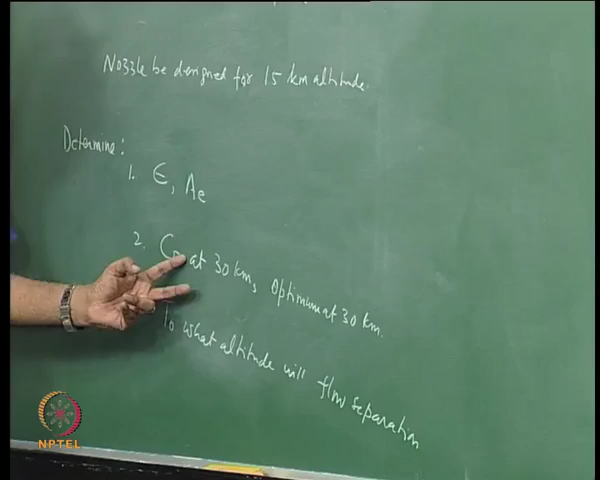 Nozzle be designed for 15 km altitude.
Determine:
1. ϵ, Ae
2. at 30 km, Optimum at 30 km.
to what altitude will flow separation
NPTEL